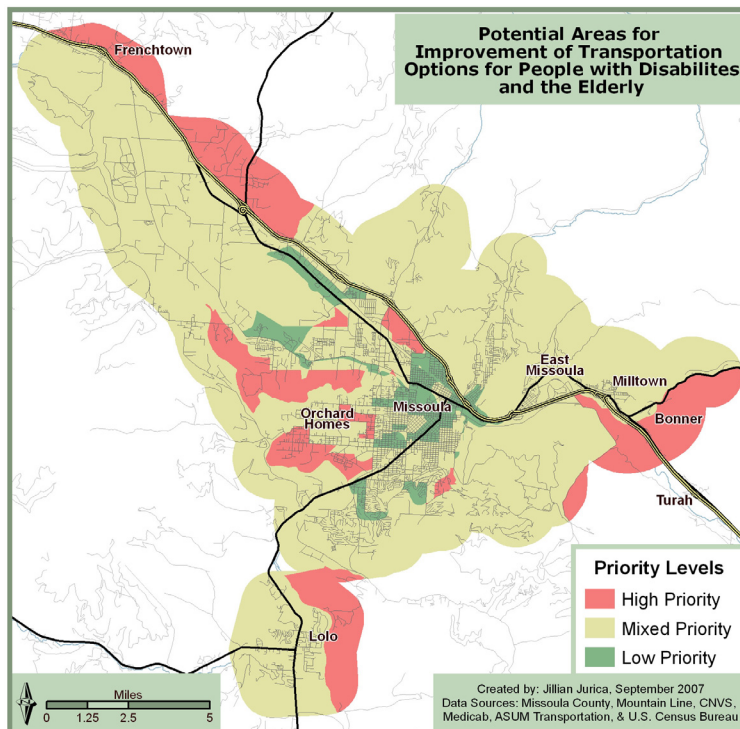 Potential Areas for
Improvement of Transportation
Options for People with Disabilites
and the Elderly
Frenchtown
East
Missoula
Milltown
Bonner
Orchard
Homes
Missoula
Turah
Lolo
Priority Levels
High Priority
Mixed Priority
Low Priority
Miles
0 1.25 2.5 5
Created by: Jillian Jurica, September 2007
Data Sources: Missoula County, Mountain Line, CNVS,
Medicab, ASUM Transportation, & U.S. Census Bureau